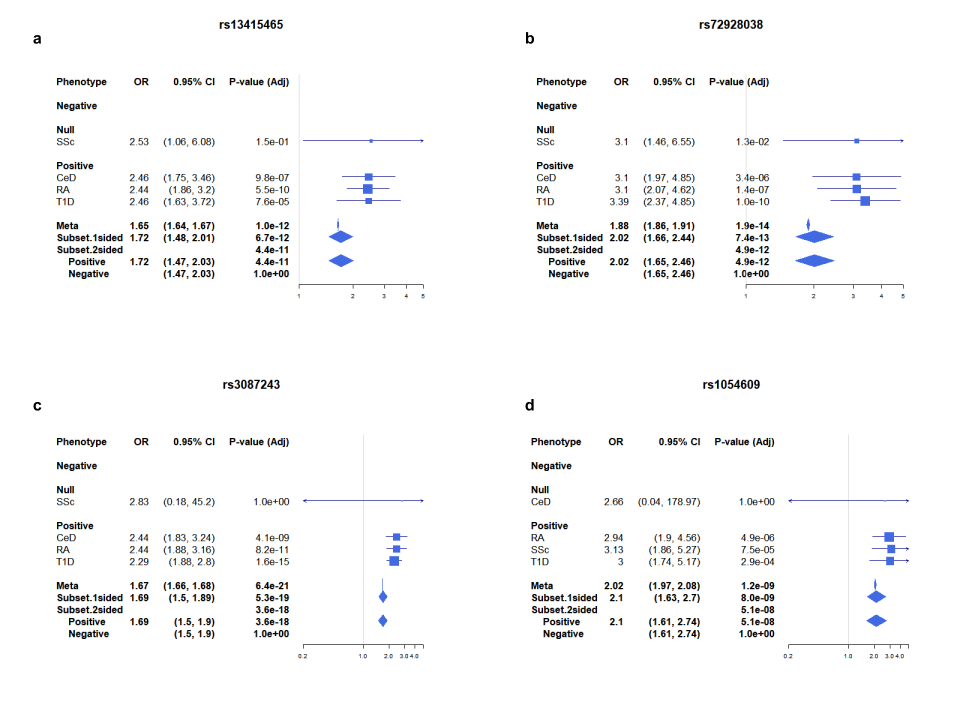 rs13415465
a
Phenotype OR 0.95% CI P-value (Adj)
Negative
Null
SSc 2.53 (1.06, 6.08) 1.5e-01
Positive
CeD 2.46 (1.75, 3.46) 9.8e-07
RA 2.44 (1.86, 3.2) 5.5e-10
T1D 2.46 (1.63, 3.72) 7.6e-05
Meta 1.65 (1.64, 1.67) 1.0e-12
Subset.1sided 1.72 (1.48, 2.01) 6.7e-12
Subset.2sided 4.4e-11
Positive 1.72 (1.47, 2.03) 4.4e-11
Negative (1.47, 2.03) 1.0e+00
1 2 3 4 5
rs72928038
b
Phenotype OR 0.95% CI P-value (Adj)
Negative
Null
SSc 3.1 (1.46, 6.55) 1.3e-02
Positive
CeD 3.1 (1.97, 4.85) 3.4e-06
RA 3.1 (2.07, 4.62) 1.4e-07
T1D 3.39 (2.37, 4.85) 1.0e-10
Meta 1.88 (1.86, 1.91) 1.9e-14
Subset.1sided 2.02 (1.66, 2.44) 7.4e-13
Subset.2sided 4.9e-12
Positive 2.02 (1.65, 2.46) 4.9e-12
Negative (1.65, 2.46) 1.0e+00
1 2 3 4 5
rs3087243
c
Phenotype OR 0.95% CI P-value (Adj)
Negative
Null
SSc 2.83 (0.18, 45.2) 1.0e+00
Positive
CeD 2.44 (1.83, 3.24) 4.1e-09
RA 2.44 (1.88, 3.16) 8.2e-11
T1D 2.29 (1.88, 2.8) 1.6e-15
Meta 1.67 (1.66, 1.68) 6.4e-21
Subset.1sided 1.69 (1.5, 1.89) 5.3e-19
Subset.2sided 3.6e-18
Positive 1.69 (1.5, 1.9) 3.6e-18
Negative (1.5, 1.9) 1.0e+00
0.2 1.0 2.0 3.0 4.0
rs1054609
d
Phenotype OR 0.95% CI P-value (Adj)
Negative
Null
CeD 2.66 (0.04, 178.97) 1.0e+00
Positive
RA 2.94 (1.9, 4.56) 4.9e-06
SSc 3.13 (1.86, 5.27) 7.5e-05
T1D 3 (1.74, 5.17) 2.9e-04
Meta 2.02 (1.97, 2.08) 1.2e-09
Subset.1sided 2.1 (1.63, 2.7) 8.0e-09
Subset.2sided 5.1e-08
Positive 2.1 (1.61, 2.74) 5.1e-08
Negative (1.61, 2.74) 1.0e+00
0.2 1.0 2.0 3.0 4.0